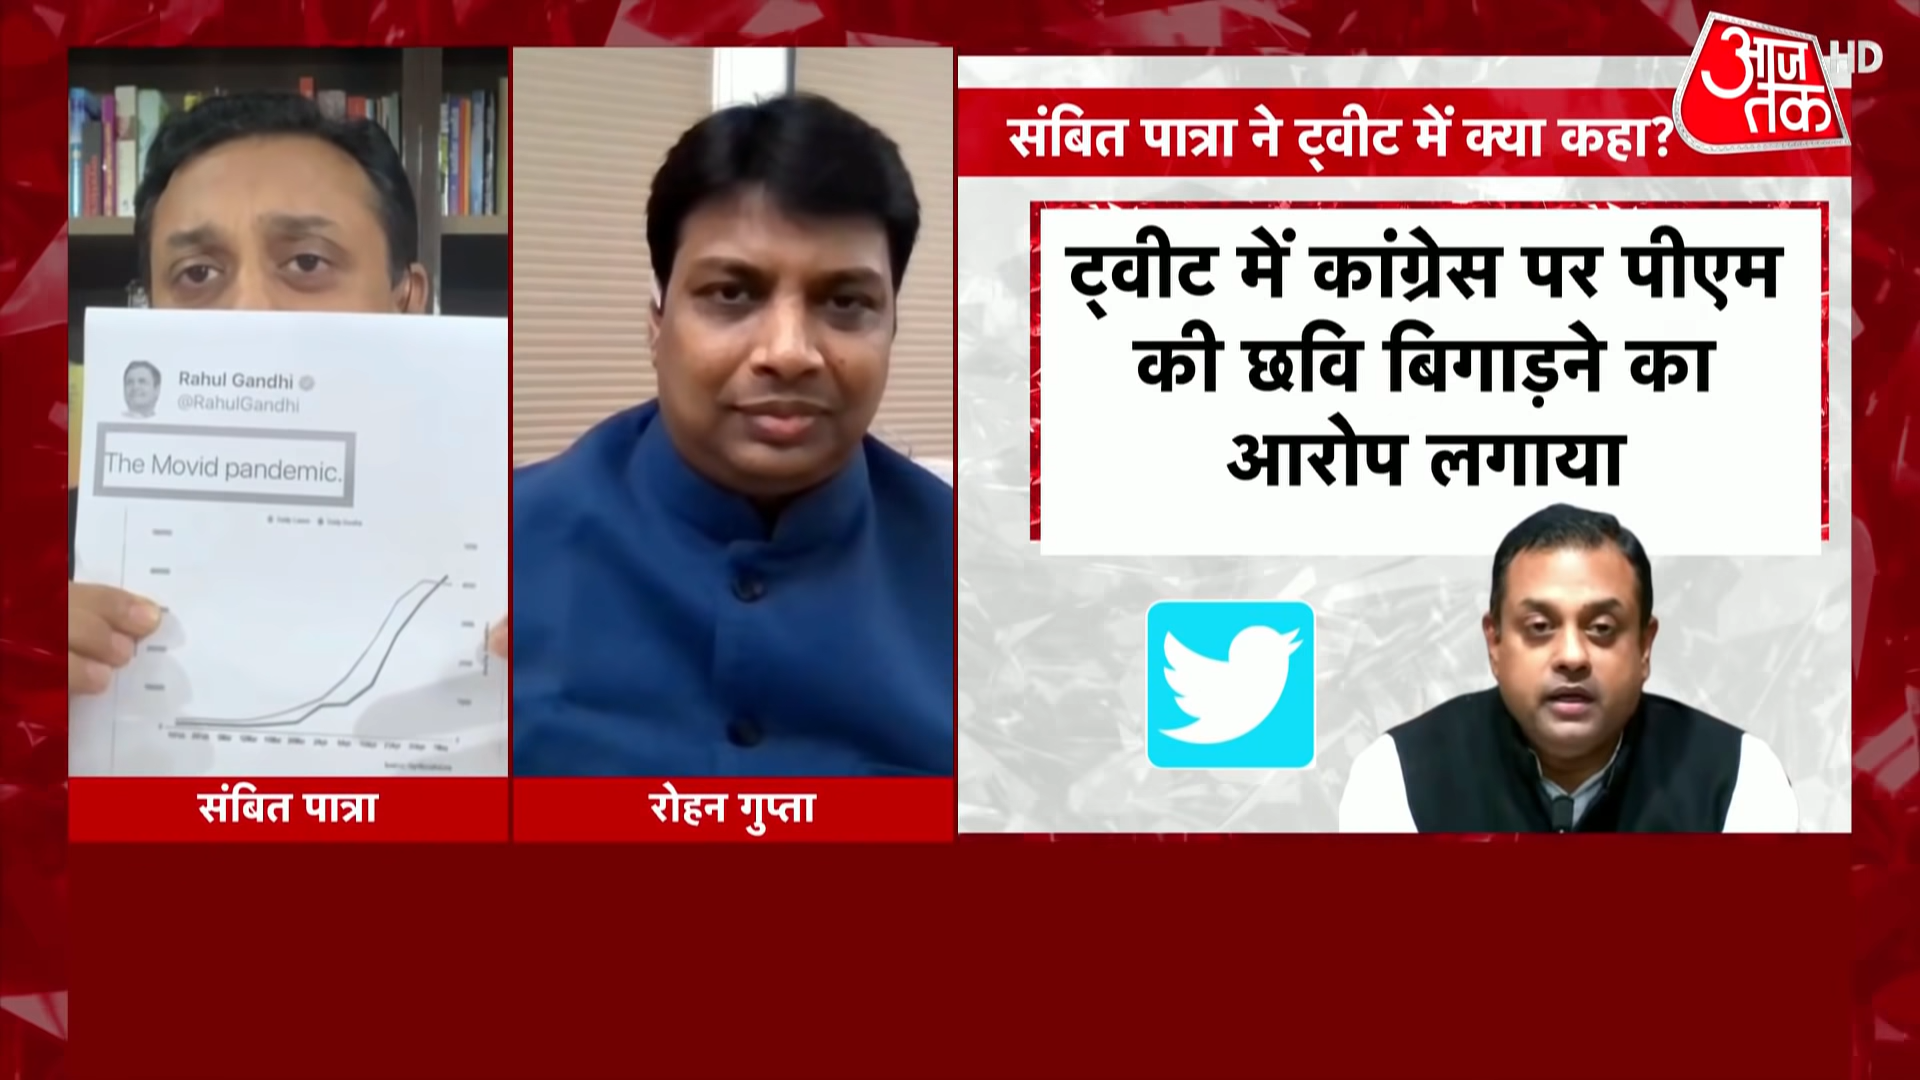 आज
तक
HD
संबित पात्रा ने ट्वीट में क्या कहा?
ट्वीट में कांग्रेस पर पीएम
की छवि बिगाड़ने का
आरोप लगाया
Rahul Gandhi
@RahulGandhi
The Movid pandemic.
संबित पात्रा
रोहन गुप्ता